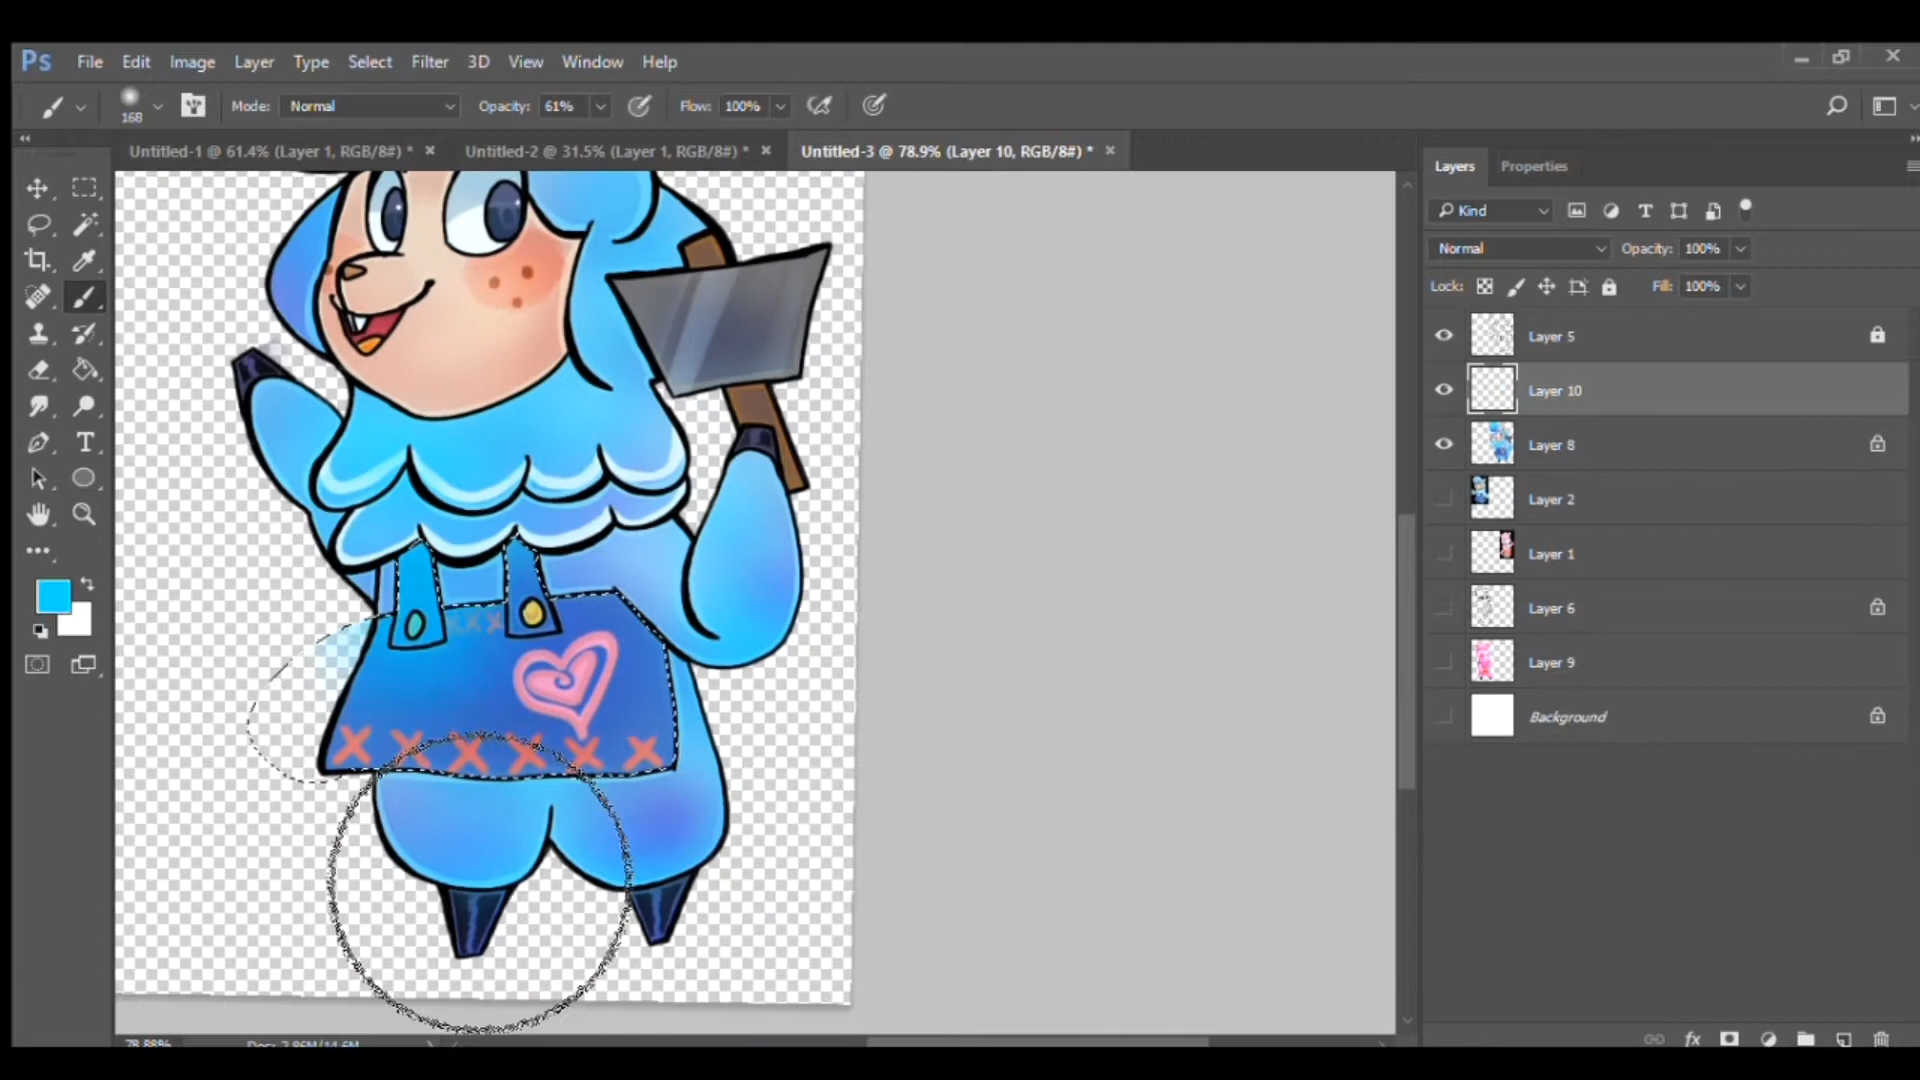 Ps File Edit Image Layer Type Select Filter 3D View Window Help
168 Mode: Normal Opacity: 61% Flow: 100%
Untitled-1 @ 61.4% (Layer 1, RGB/8#) * Untitled-2 @ 31.5% (Layer 1, RGB/8#) * Untitled-3 @ 78.9% (Layer 10, RGB/8#) *
Layers Properties
Kind
Normal Opacity: 100%
Lock: Fill: 100%
Layer 5
Layer 10
Layer 8
Layer 2
Layer 1
Layer 6
Layer 9
Background
78.88% Doc: 2.86M/14.6M